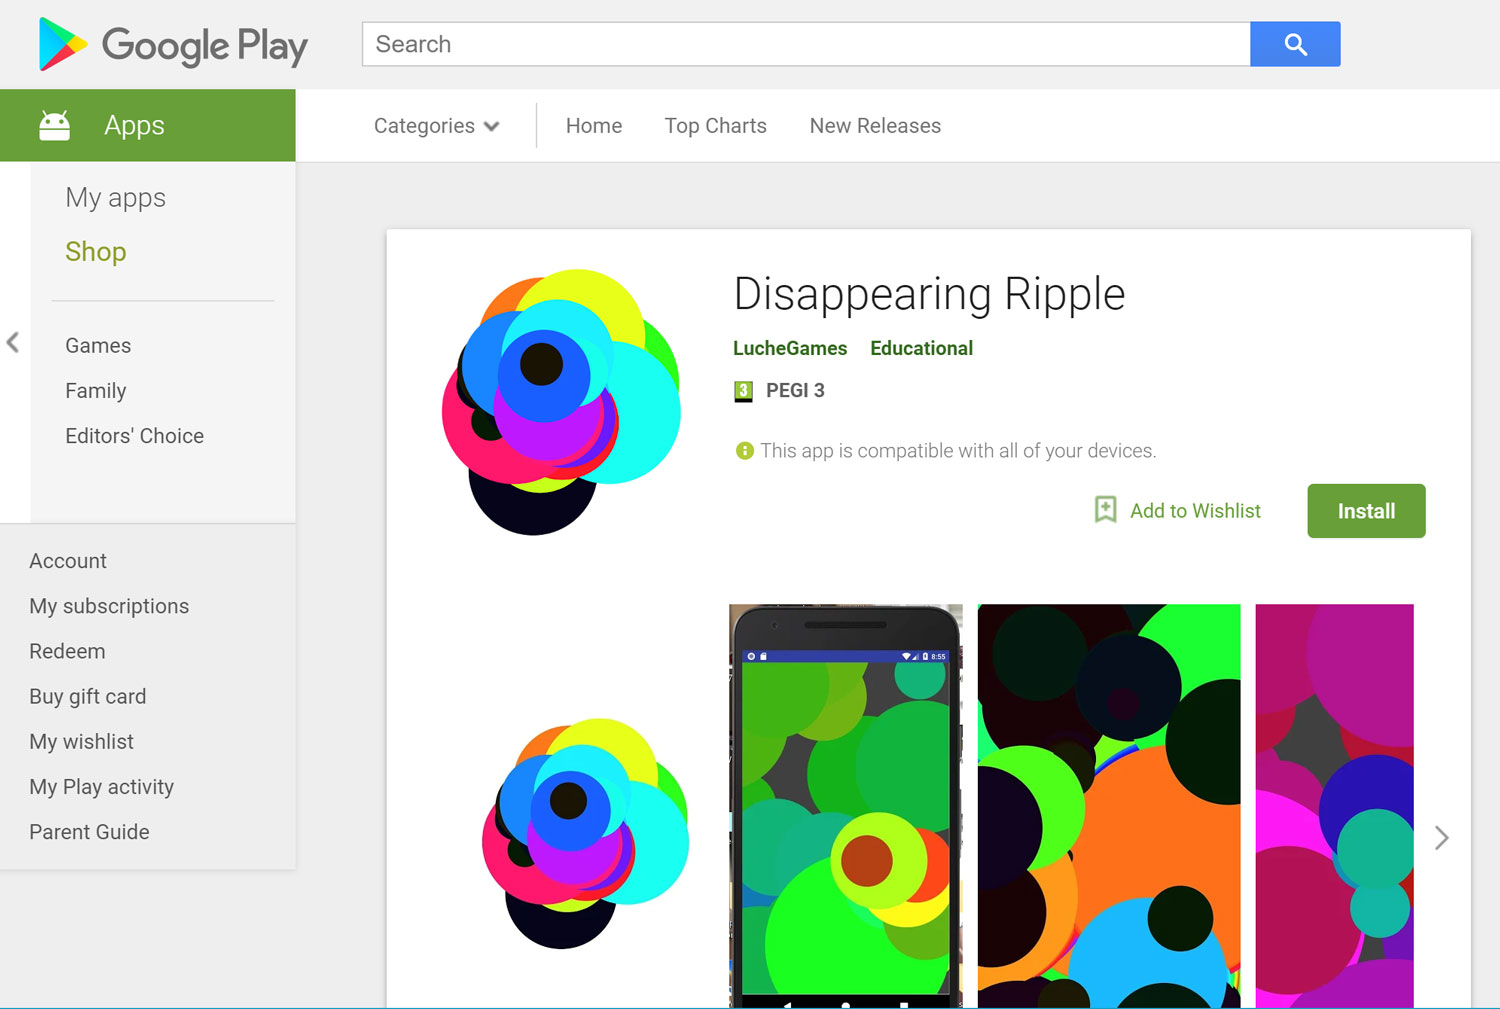 Google Play
Search
Apps
Categories
Home
Top Charts
New Releases
My apps
Shop
Games
Family
Editors' Choice
Account
My subscriptions
Redeem
Buy gift card
My wishlist
My Play activity
Parent Guide
Disappearing Ripple
LucheGames Educational
3 PEGI 3
This app is compatible with all of your devices.
Add to Wishlist
Install
8:55